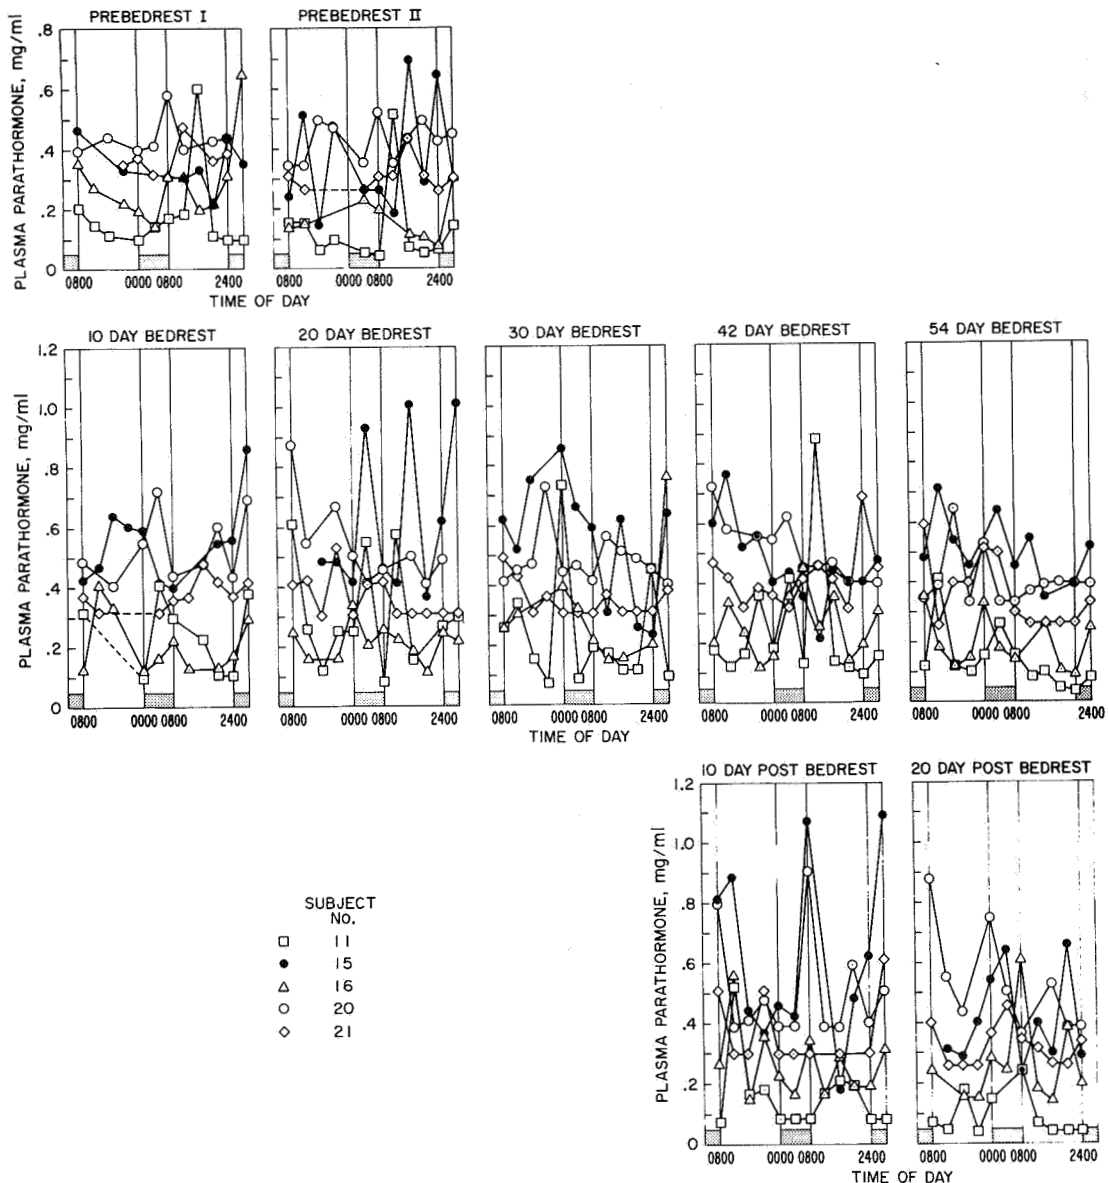 PREBEDREST I
PREBEDREST II
PLASMA PARATHORMONE, mg/ml
.8
.6
.4
.2
0
0800 0000 0800 2400
0800 0000 0800 2400
TIME OF DAY
10 DAY BEDREST
20 DAY BEDREST
30 DAY BEDREST
42 DAY BEDREST
54 DAY BEDREST
PLASMA PARATHORMONE, mg/ml
1.2
1.0
.8
.6
.4
.2
0
0800 0000 0800 2400
0800 0000 0800 2400
0800 0000 0800 2400
0800 0000 0800 2400
0800 0000 0800 2400
TIME OF DAY
10 DAY POST BEDREST
20 DAY POST BEDREST
PLASMA PARATHORMONE, mg/ml
1.2
1.0
.8
.6
.4
.2
0
0800 0000 0800 2400
0800 0000 0800 2400
TIME OF DAY
SUBJECT
No.
11
15
16
20
21